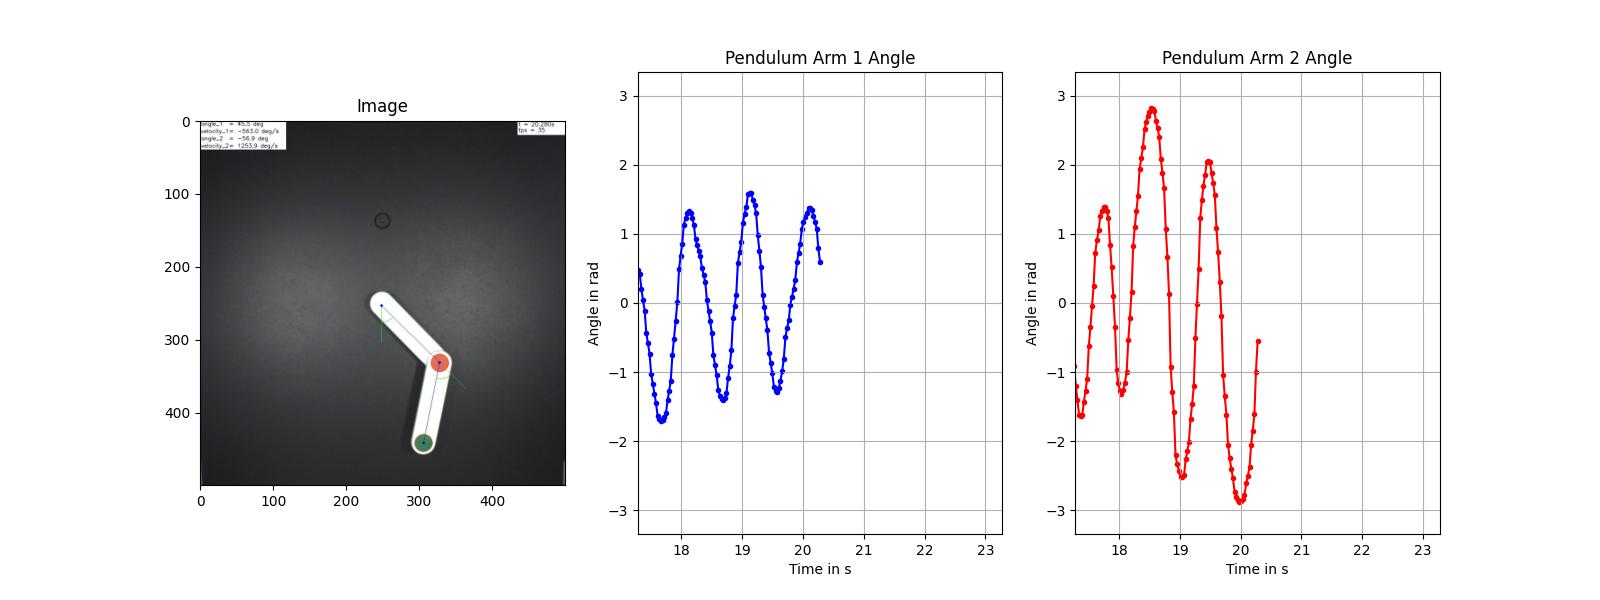 Image
angle_1 = 45.5 deg
velocity_1= -563.0 deg/s
angle_2 = -56.9 deg
velocity_2= 1253.9 deg/s
t = 20.280s
fps = 35
0
100
200
300
400
0 100 200 300 400
Pendulum Arm 1 Angle
Angle in rad
3
2
1
0
−1
−2
−3
18 19 20 21 22 23
Time in s
Pendulum Arm 2 Angle
Angle in rad
3
2
1
0
−1
−2
−3
18 19 20 21 22 23
Time in s